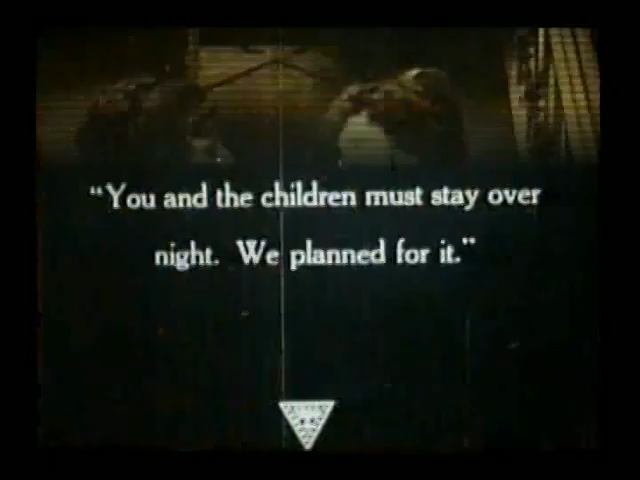 “You and the children must stay over
night. We planned for it.”